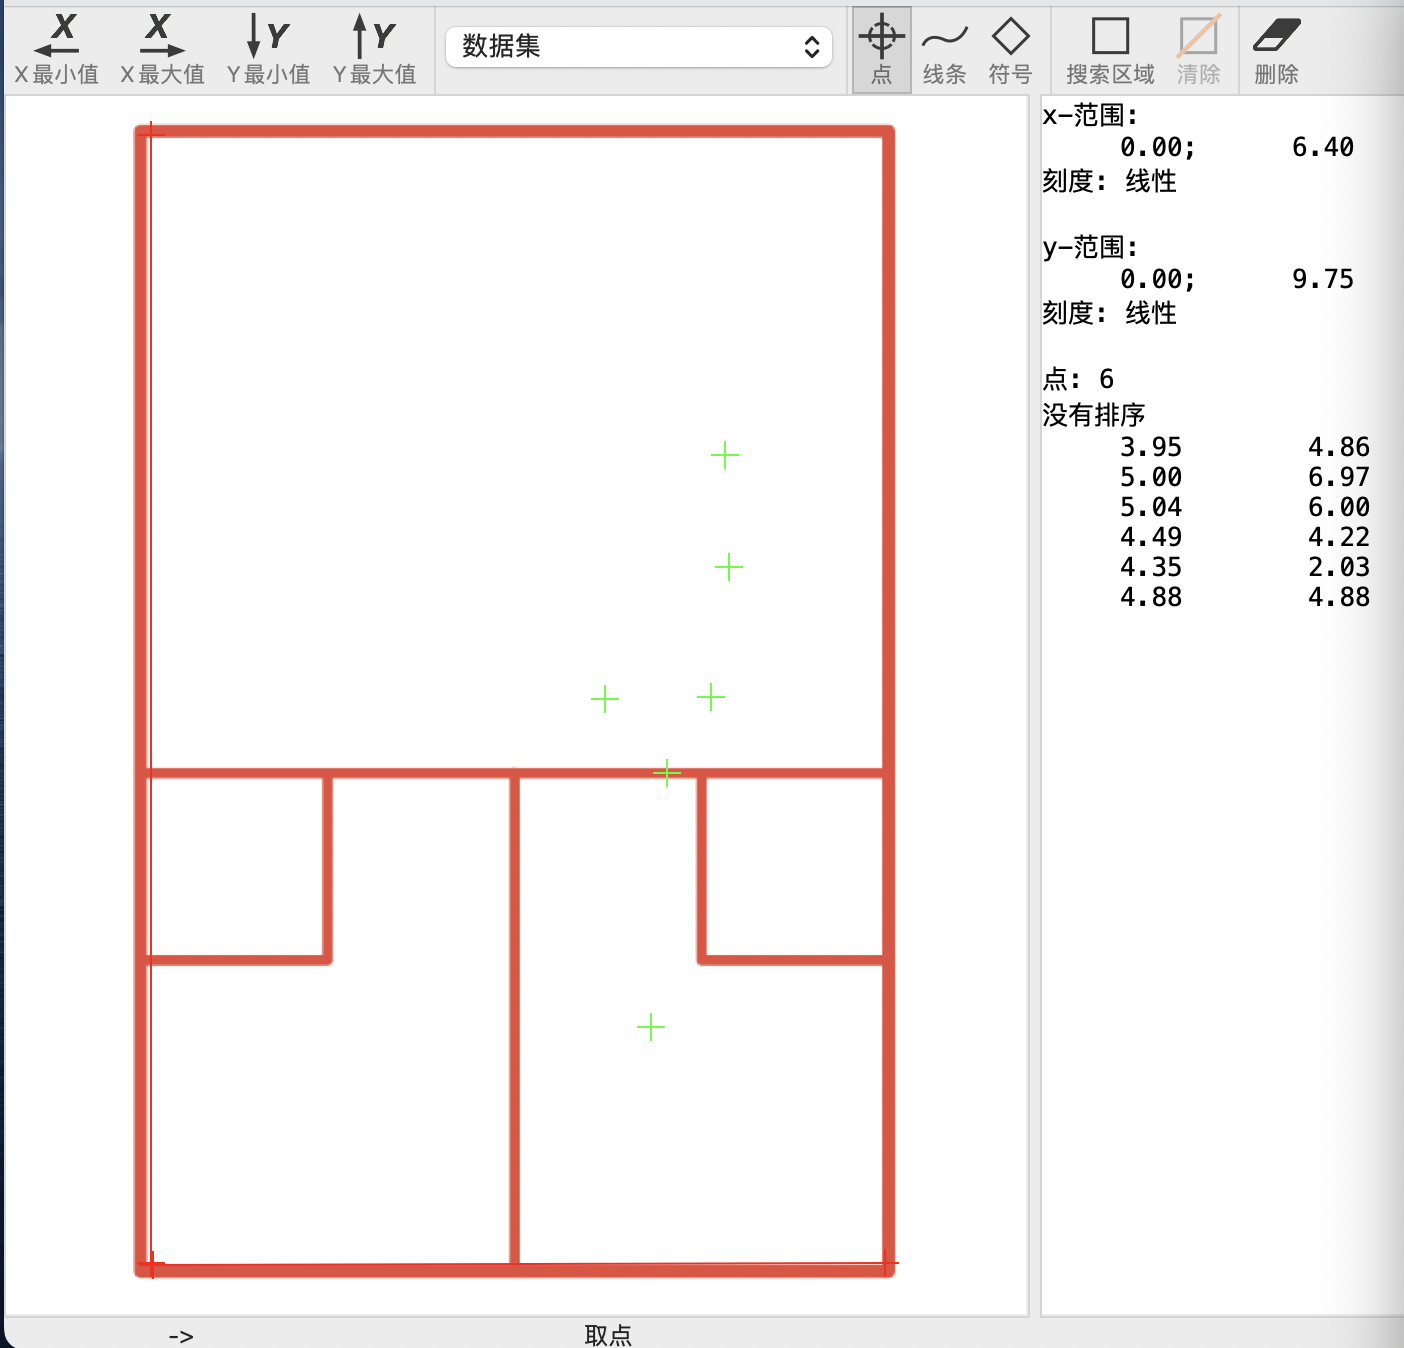 X
X
Y
Y
X 最小值
X 最大值
Y 最小值
Y 最大值
数据集
点
线条
符号
搜索区域
清除
删除
x-范围:
0.00; 6.40
刻度: 线性
y-范围:
0.00; 9.75
刻度: 线性
点: 6
没有排序
3.95 4.86
5.00 6.97
5.04 6.00
4.49 4.22
4.35 2.03
4.88 4.88
-> 取点